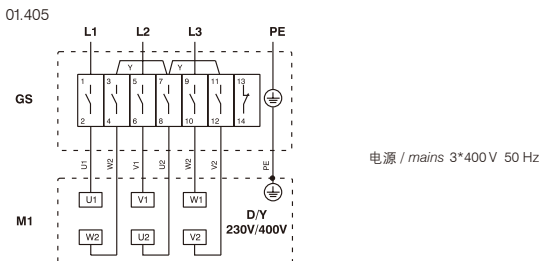 01.405
L1 L2 L3 PE
Y Y
1 3 5 7 9 11 13
GS
2 4 6 8 10 12 14
U1 W2 V1 U2 W2 V2 PE
电源 / mains 3*400 V 50 Hz
U1 V1 W1
D/Y
M1
230V/400V
W2 U2 V2